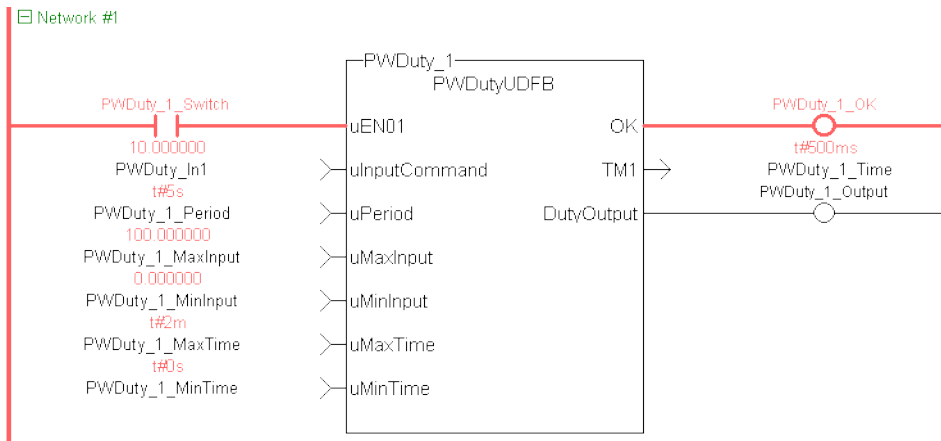 Network #1
PWDuty_1
PWDutyUDFB
PWDuty_1_Switch
uEN01
OK
PWDuty_1_OK
10.000000
t#500ms
PWDuty_In1
uInputCommand
TM1
PWDuty_1_Time
t#5s
PWDuty_1_Output
PWDuty_1_Period
uPeriod
DutyOutput
100.000000
PWDuty_1_MaxInput
uMaxInput
0.000000
PWDuty_1_MinInput
uMinInput
t#2m
PWDuty_1_MaxTime
uMaxTime
t#0s
PWDuty_1_MinTime
uMinTime